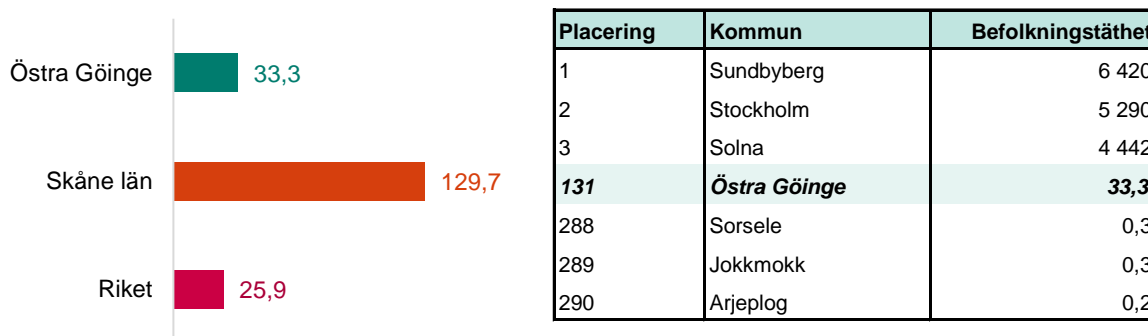 Östra Göinge 33,3
Skåne län 129,7
Riket 25,9
Placering Kommun Befolkningstäthet
1 Sundbyberg 6 420
2 Stockholm 5 290
3 Solna 4 442
131 Östra Göinge 33,3
288 Sorsele 0,3
289 Jokkmokk 0,3
290 Arjeplog 0,2